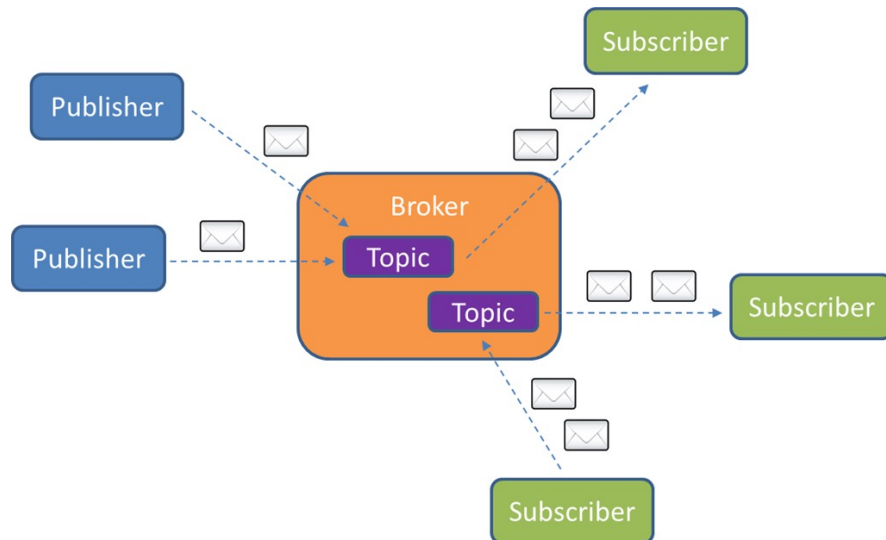 Subscriber
Publisher
Broker
Publisher
Topic
Topic
Subscriber
Subscriber